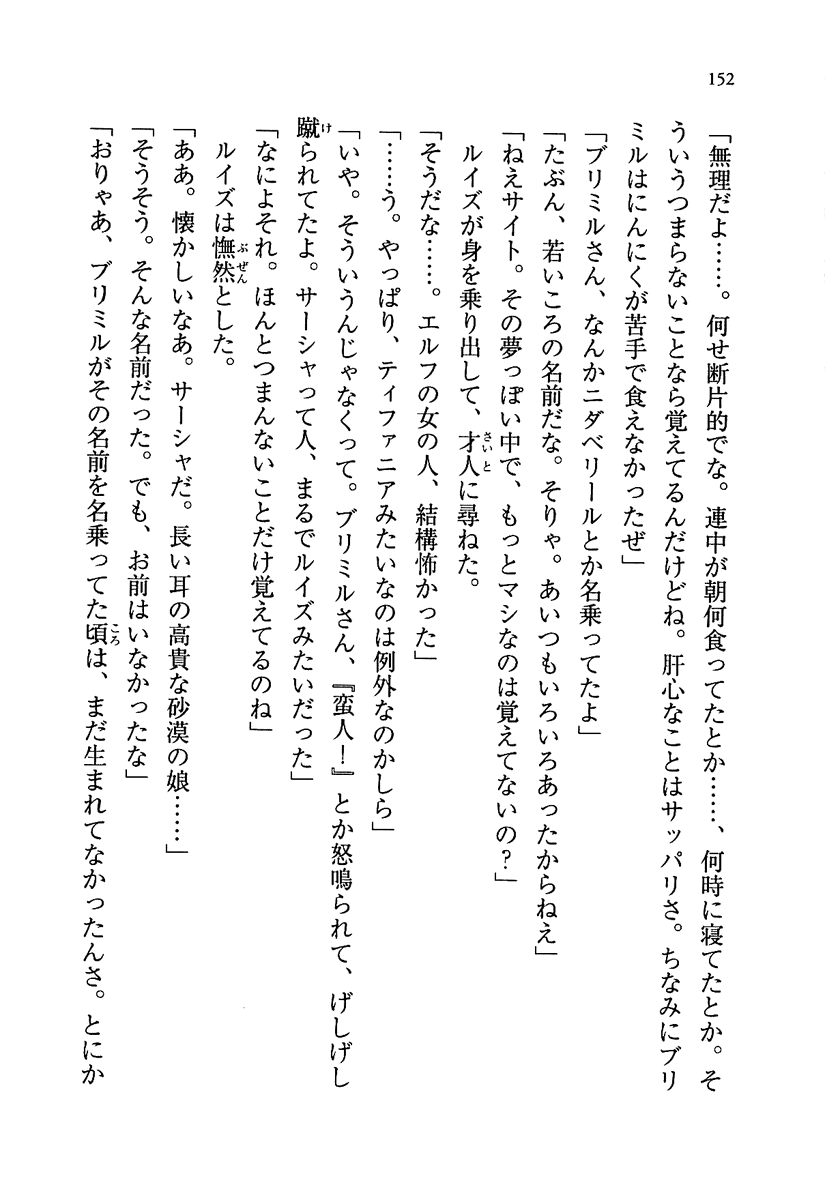 152
「無理だよ……。何せ断片的でな。連中が朝何食ってたとか……、何時に寝てたとか。そ
ういうつまらないことなら覚えてるんだけどね。肝心なことはサッパリさ。ちなみにブリ
ミルはにんにくが苦手で食えなかったぜ」
「ブリミルさん、なんかニダベリールとか名乗ってたよ」
「たぶん、若いころの名前だな。そりゃ。あいつもいろいろあったからねえ」
「ねえサイト。その夢っぽい中で、もっとマシなのは覚えてないの？」
ルイズが身を乗り出して、才人さいとに尋ねた。
「そうだな……。エルフの女の人、結構怖かった」
「……う。やっぱり、ティファニアみたいなのは例外なのかしら」
「いや。そういうんじゃなくって。ブリミルさん、『蛮人！』とか怒鳴られて、げしげし
蹴けられてたよ。サーシャって人、まるでルイズみたいだった」
「なによそれ。ほんとつまんないことだけ覚えてるのね」
ルイズは憮然ぶぜんとした。
「ああ。懐かしいなあ。サーシャだ。長い耳の高貴な砂漠の娘……」
「そうそう。そんな名前だった。でも、お前はいなかったな」
「おりゃあ、ブリミルがその名前を名乗ってた頃ころは、まだ生まれてなかったんさ。とにか